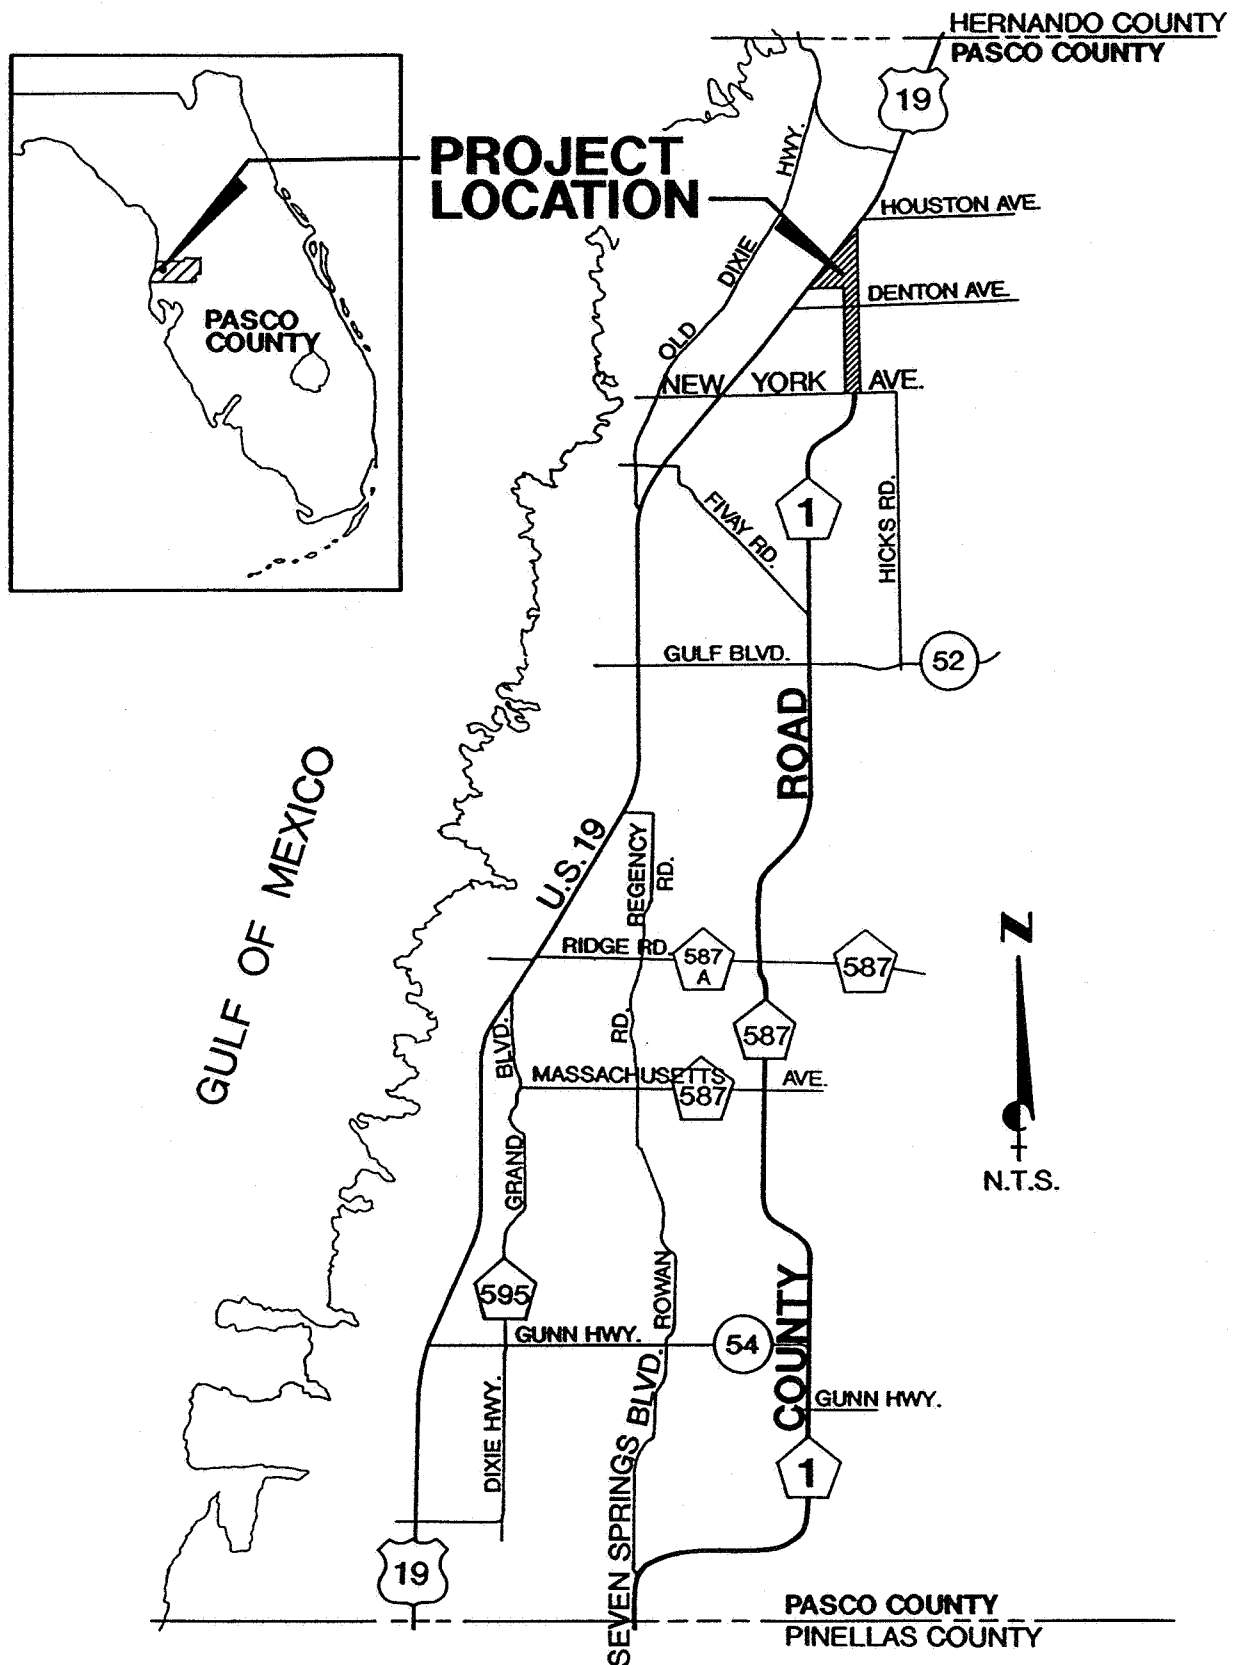 HERNANDO COUNTY
PASCO COUNTY
19
PROJECT
LOCATION
HWY.
DIXIE
OLD
HOUSTON AVE.
DENTON AVE.
PASCO
COUNTY
NEW YORK AVE.
1
FIVAY RD.
HICKS RD.
GULF BLVD.
52
ROAD
GULF OF MEXICO
U.S. 19
REGENCY
RD.
RIDGE RD.
587
A
587
N
RD.
BLVD.
587
MASSACHUSETTS AVE.
587
GRAND
N.T.S.
595
ROWAN
COUNTY
GUNN HWY.
54
GUNN HWY.
DIXIE HWY.
SEVEN SPRINGS BLVD.
1
19
PASCO COUNTY
PINELLAS COUNTY